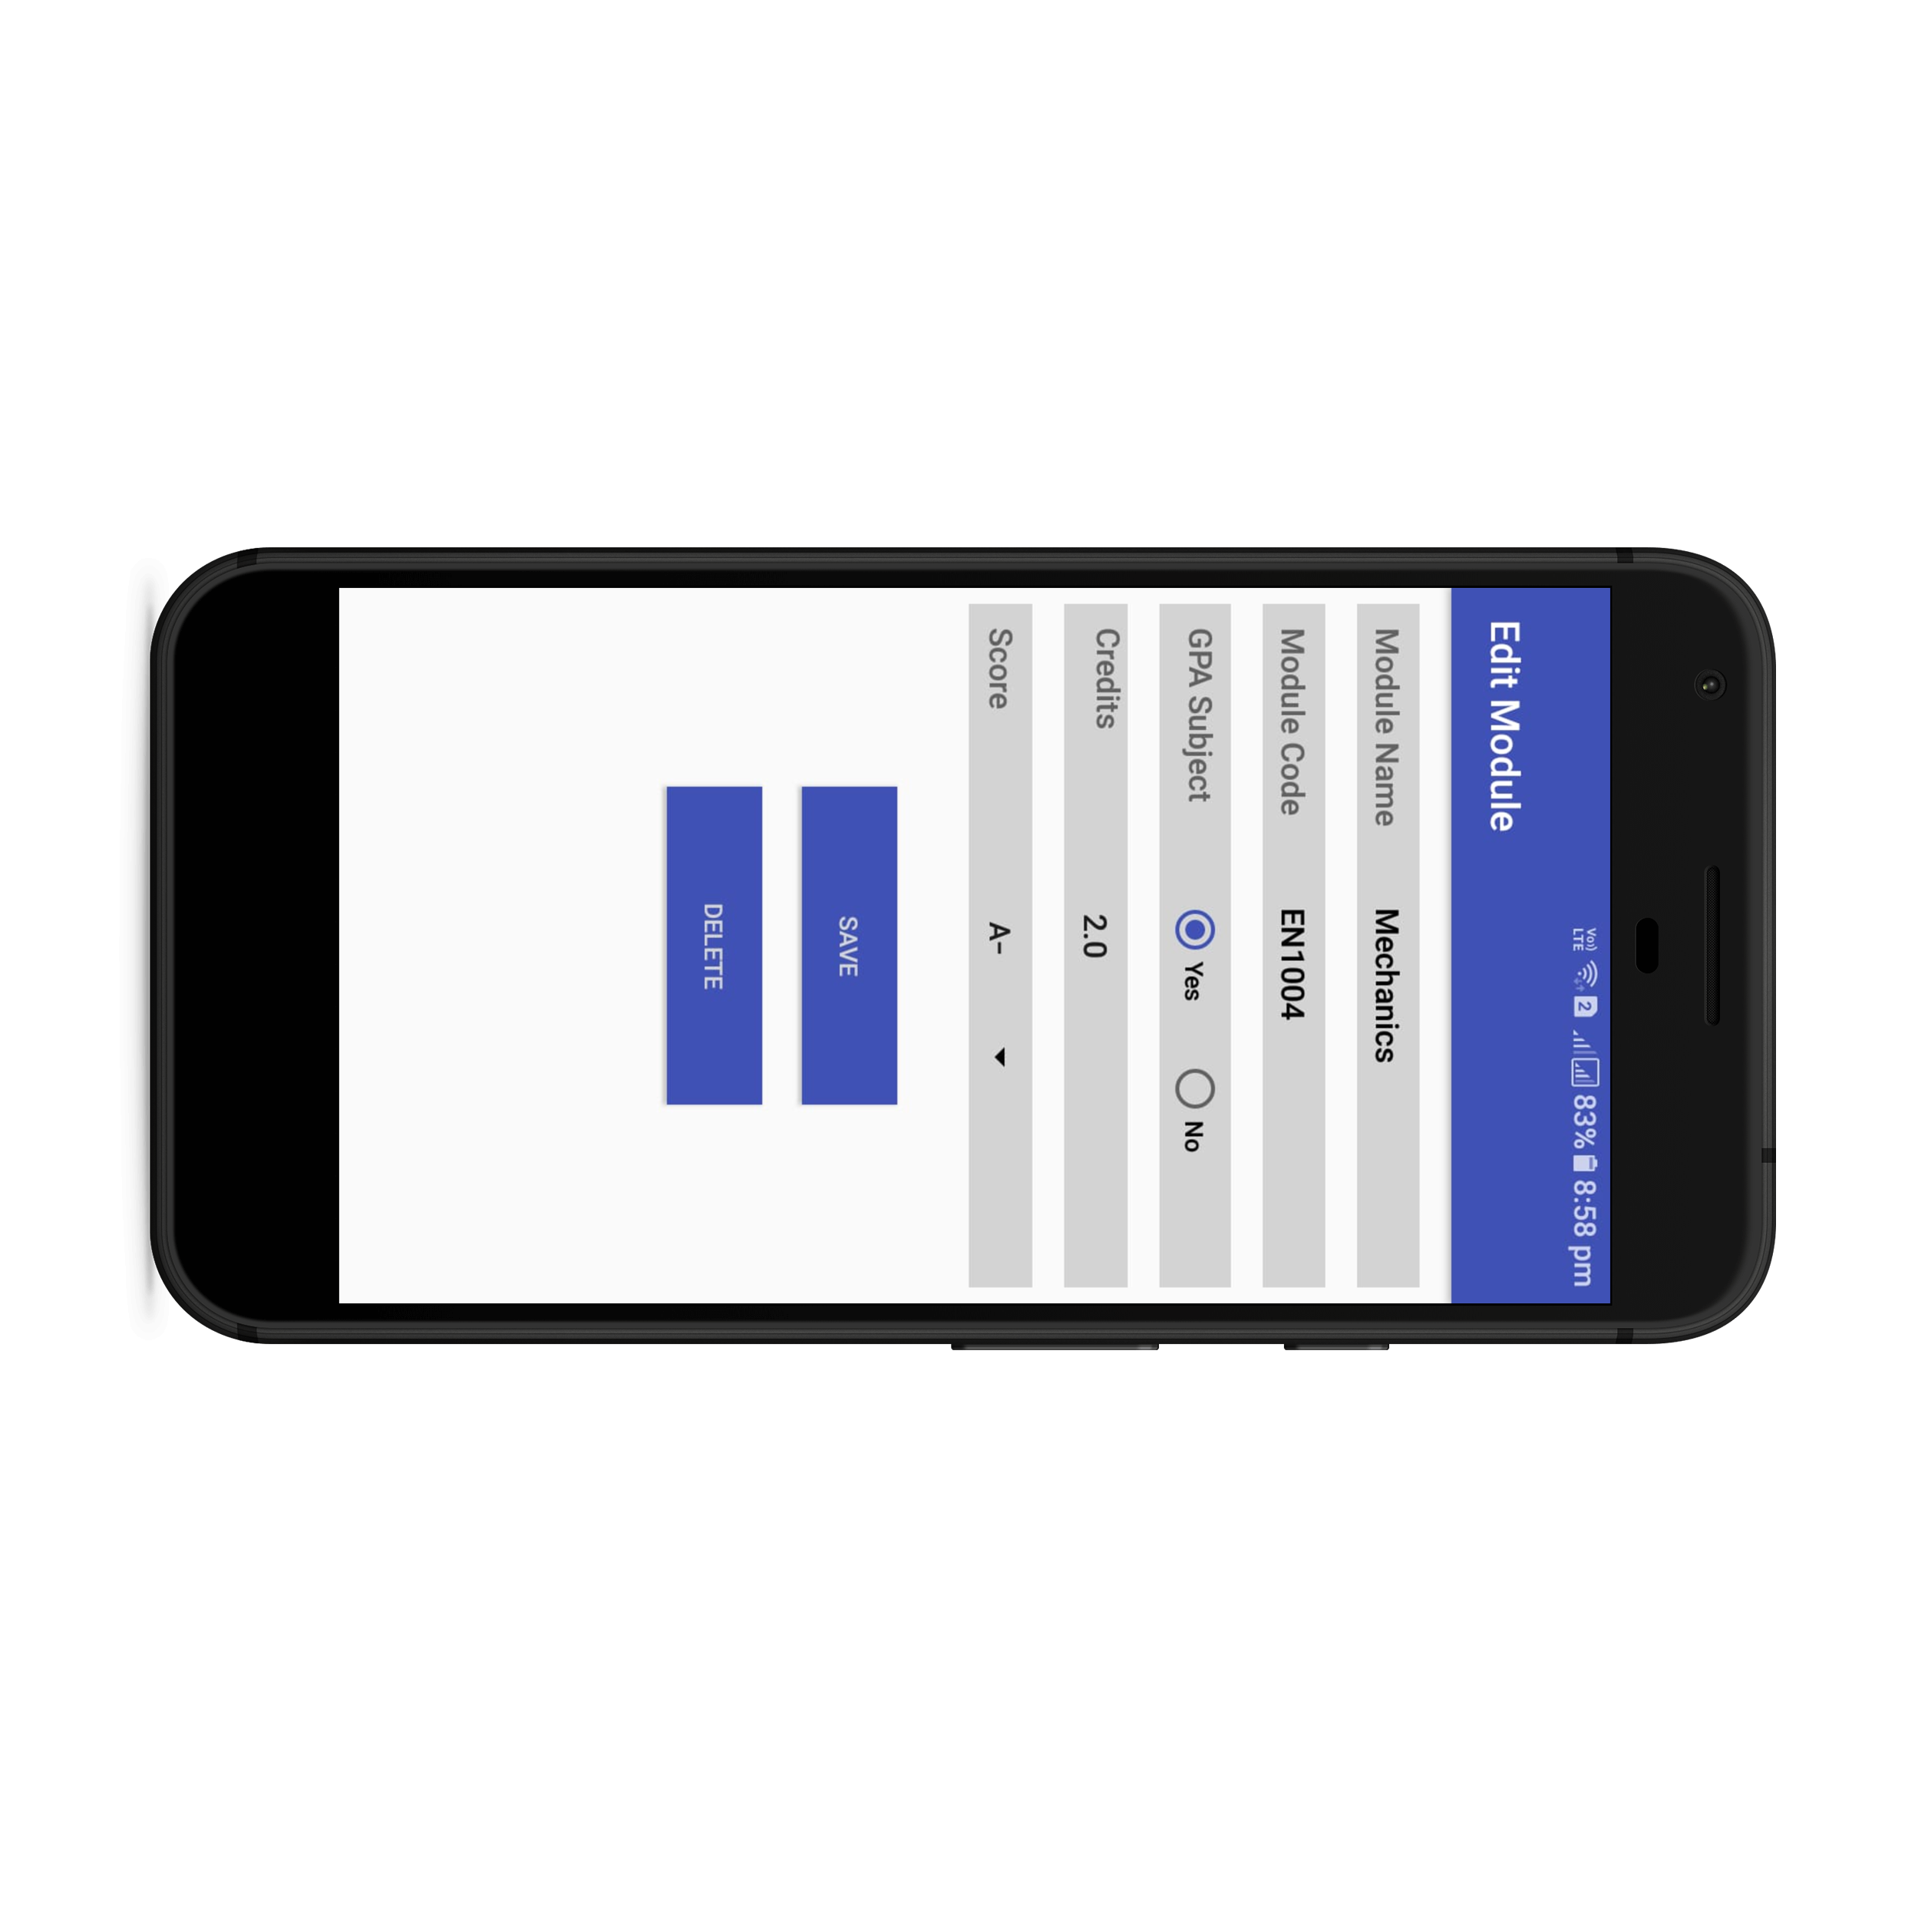 Vo)) LTE 2 83% 8:58 pm
Edit Module
Module Name Mechanics
Module Code EN1004
GPA Subject Yes No
Credits 2.0
Score A-
SAVE
DELETE